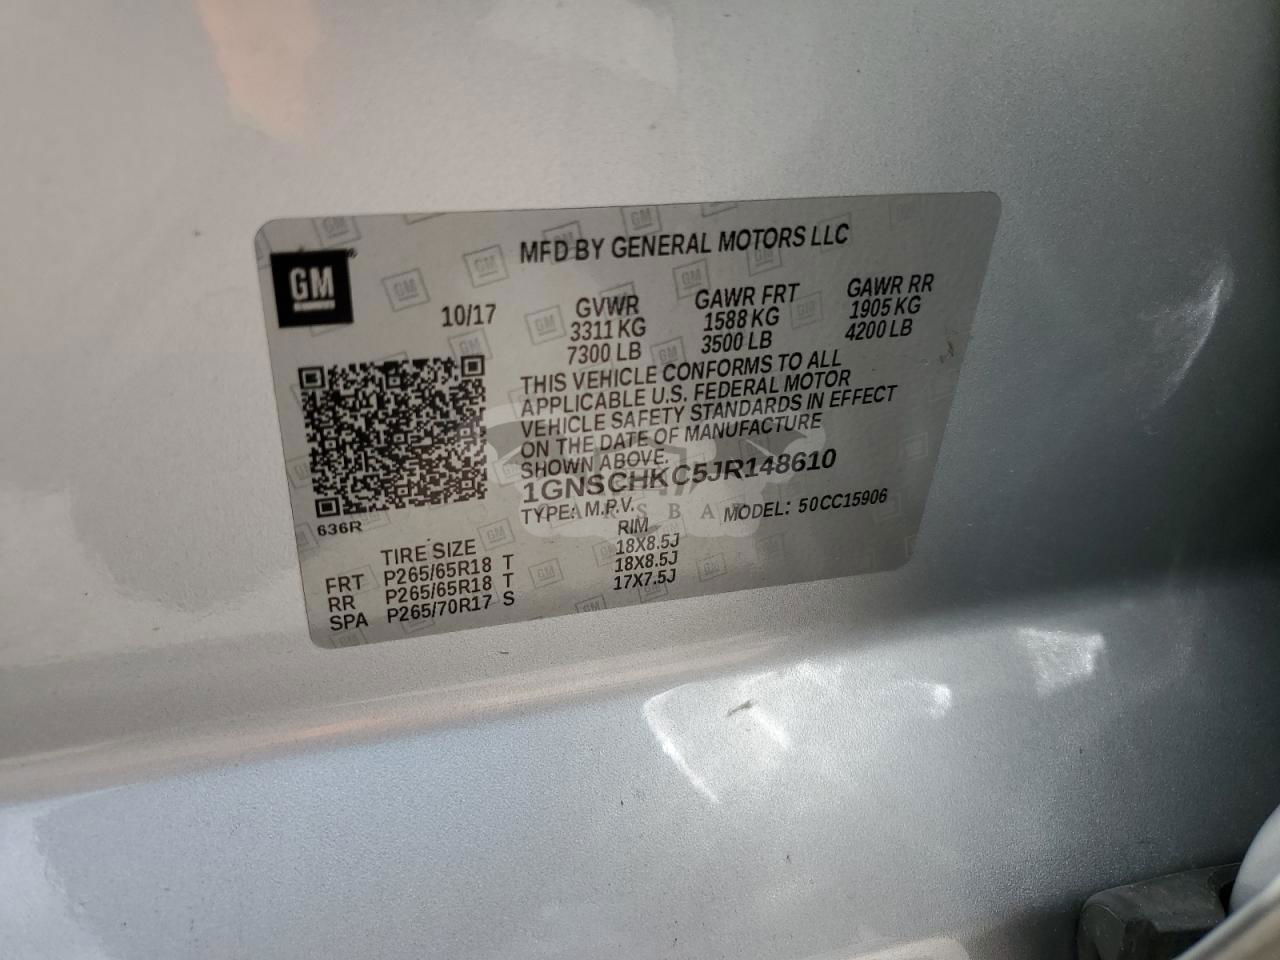 MFD BY GENERAL MOTORS LLC
GM
10/17
GVWR GAWR FRT GAWR RR
3311 KG 1588 KG 1905 KG
7300 LB 3500 LB 4200 LB
THIS VEHICLE CONFORMS TO ALL
APPLICABLE U.S. FEDERAL MOTOR
VEHICLE SAFETY STANDARDS IN EFFECT
ON THE DATE OF MANUFACTURE
SHOWN ABOVE.
1GNSCHKC5JR148610
TYPE: M.P.V. MODEL: 50CC15906
636R
TIRE SIZE RIM
FRT P265/65R18 T 18X8.5J
RR P265/65R18 T 18X8.5J
SPA P265/70R17 S 17X7.5J